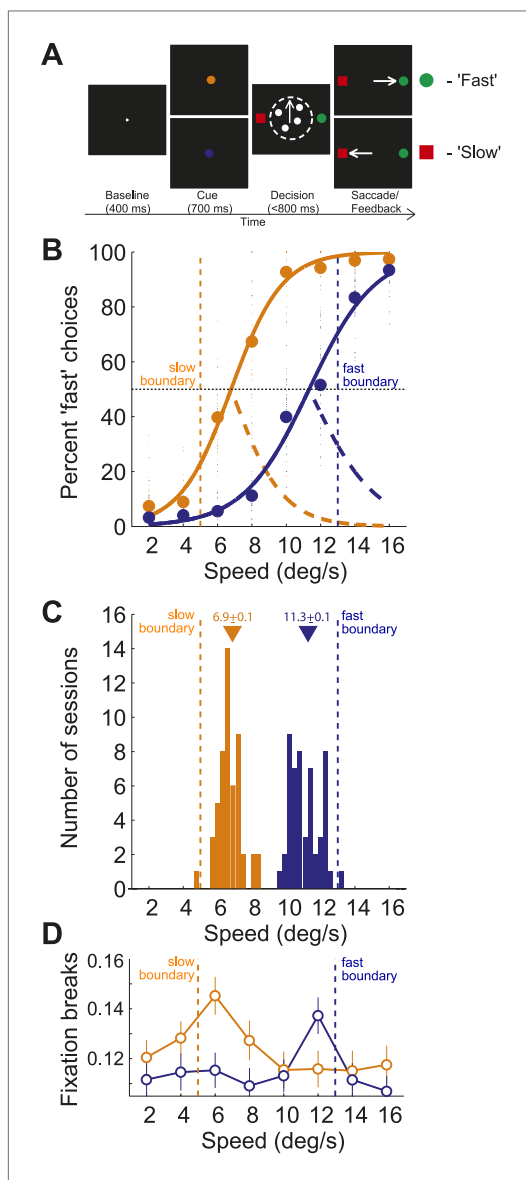 A
- 'Fast'
- 'Slow'
Baseline
(400 ms)
Cue
(700 ms)
Decision
(<800 ms)
Saccade/
Feedback
Time
B
100
80
60
40
20
0
Percent 'fast' choices
slow
boundary
fast
boundary
2 4 6 8 10 12 14 16
Speed (deg/s)
C
16
14
12
10
8
6
4
2
0
Number of sessions
slow
boundary
6.9±0.1
11.3±0.1
fast
boundary
2 4 6 8 10 12 14 16
Speed (deg/s)
D
0.16
0.14
0.12
Fixation breaks
slow
boundary
fast
boundary
2 4 6 8 10 12 14 16
Speed (deg/s)